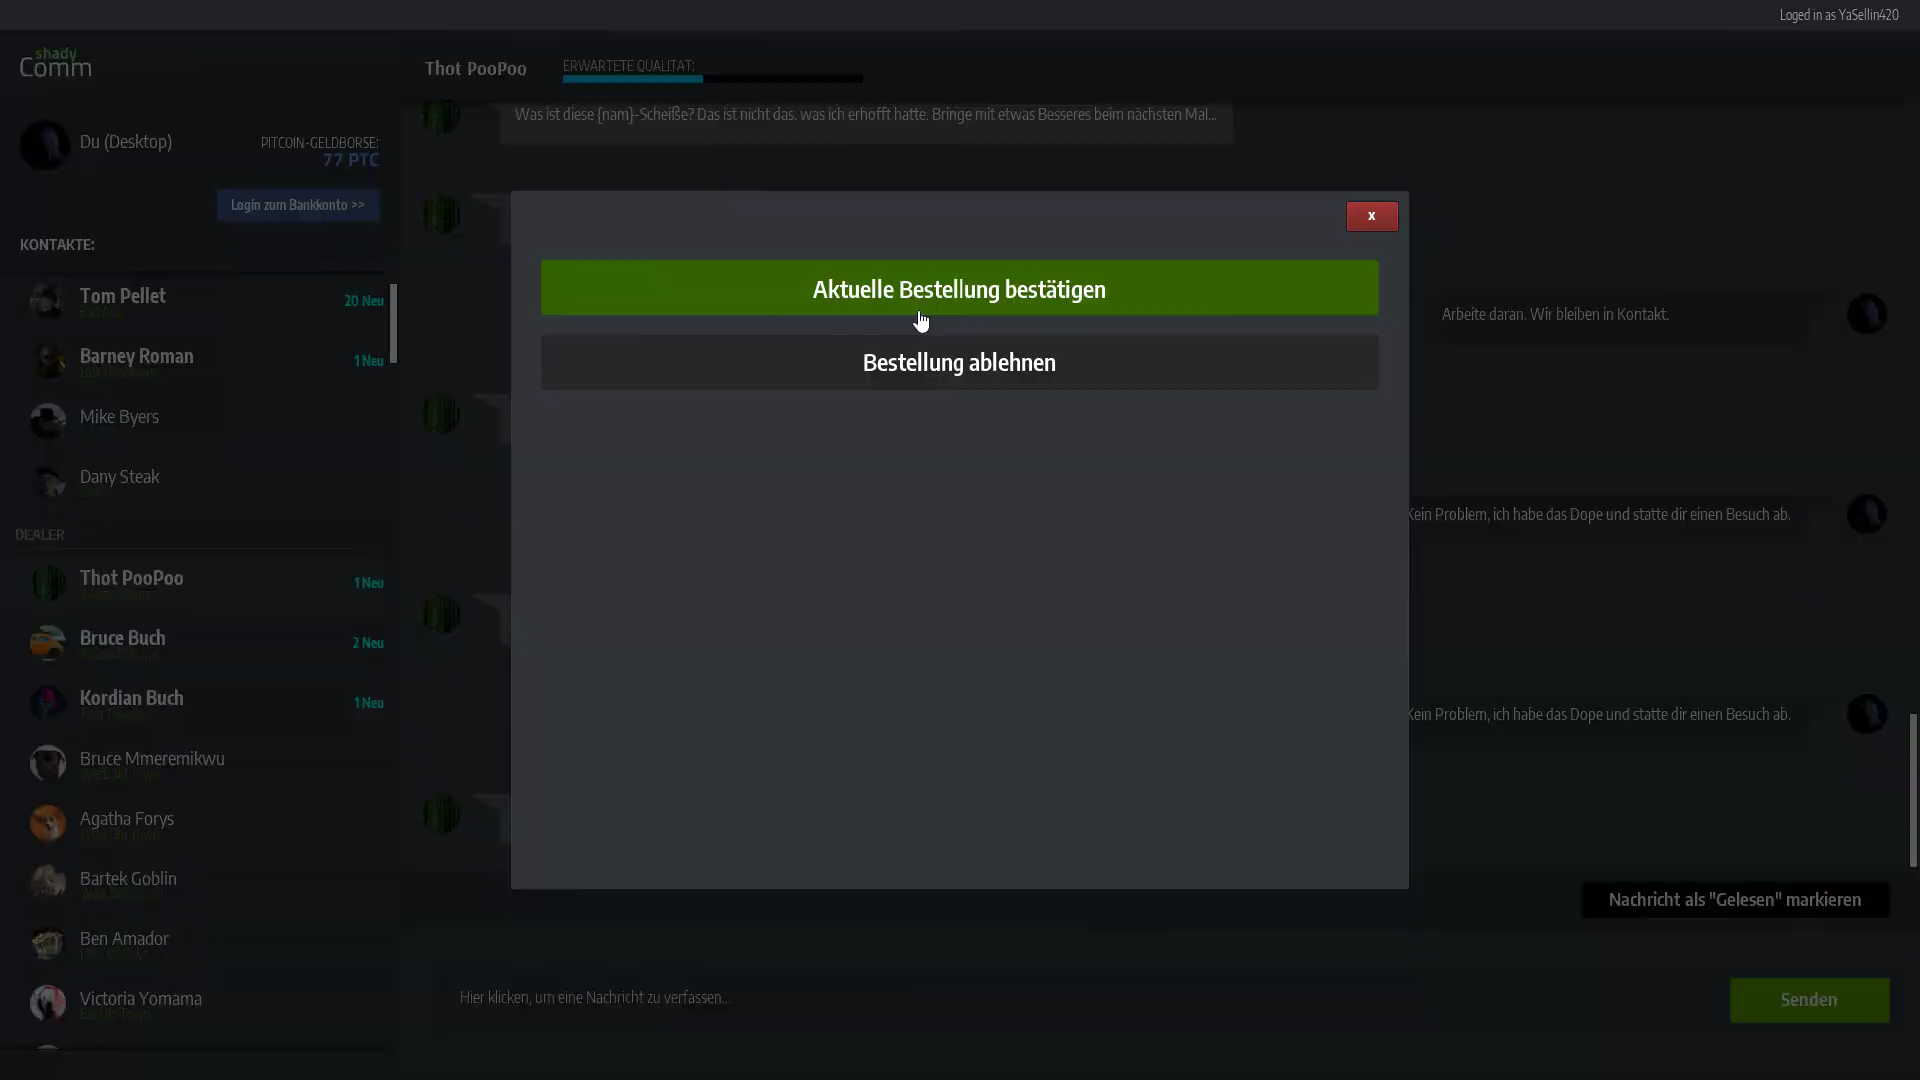 Loged in as YaSellin420
shady
Comm
Thot PooPoo
ERWARTETE QUALITÄT:
Was ist diese {nam}-Scheiße? Das ist nicht das. was ich erhofft hatte. Bringe mit etwas Besseres beim nächsten Mal...
Du (Desktop)
PITCOIN-GELDBÖRSE:
77 PTC
Login zum Bankkonto >>
x
KONTAKTE:
Aktuelle Bestellung bestätigen
Tom Pellet
20 Neu
Arbeite daran. Wir bleiben in Kontakt.
Barney Roman
1 Neu
Bestellung ablehnen
Mike Byers
Dany Steak
Kein Problem, ich habe das Dope und statte dir einen Besuch ab.
DEALER
Thot PooPoo
1 Neu
Bruce Buch
2 Neu
Kordian Buch
1 Neu
Kein Problem, ich habe das Dope und statte dir einen Besuch ab.
Bruce Mmeremikwu
Agatha Forys
Bartek Goblin
Nachricht als "Gelesen" markieren
Ben Amador
Victoria Yomama
Hier klicken, um eine Nachricht zu verfassen...
Senden